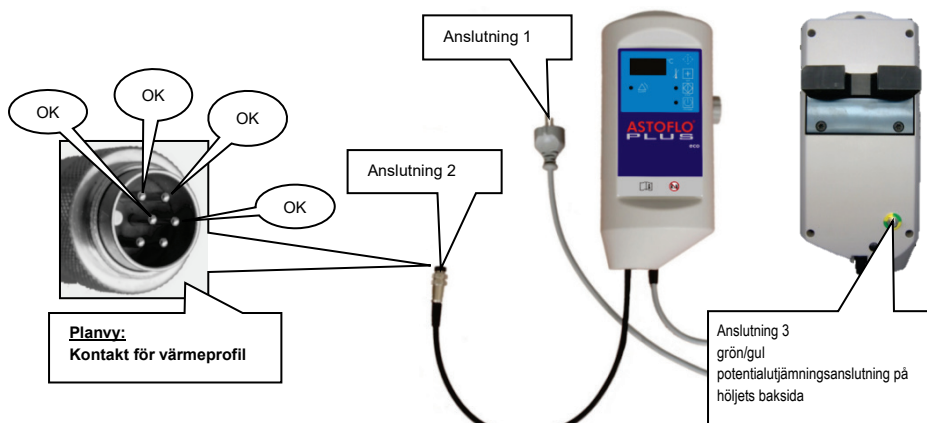 Anslutning 1
OK
OK
OK
OK
Anslutning 2
°C
ASTOFLO
PLUS
eco
Planvy:
Kontakt för värmeprofil
Anslutning 3
grön/gul
potentialutjämningsanslutning på
höljets baksida